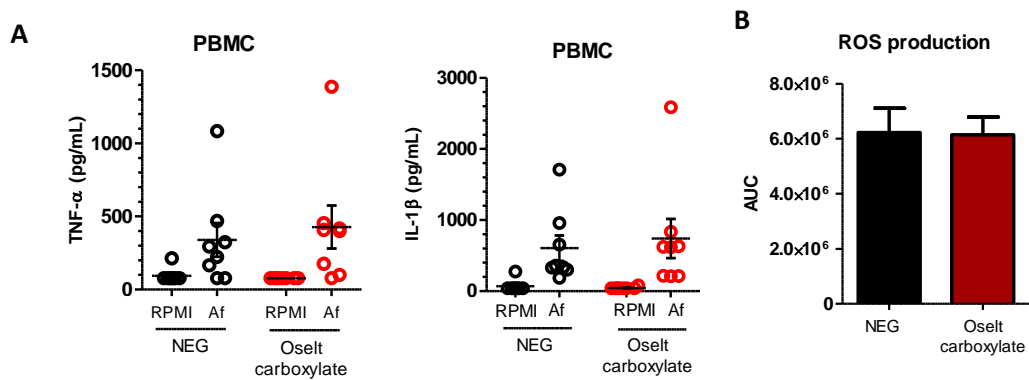 A
PBMC
TNF-α (pg/mL)
1500
1000
500
0
RPMI Af RPMI Af
NEG Oselt
carboxylate
PBMC
IL-1β (pg/mL)
3000
2000
1000
0
RPMI Af RPMI Af
NEG Oselt
carboxylate
B
ROS production
AUC
8.0×10⁶
6.0×10⁶
4.0×10⁶
2.0×10⁶
0
NEG Oselt
carboxylate